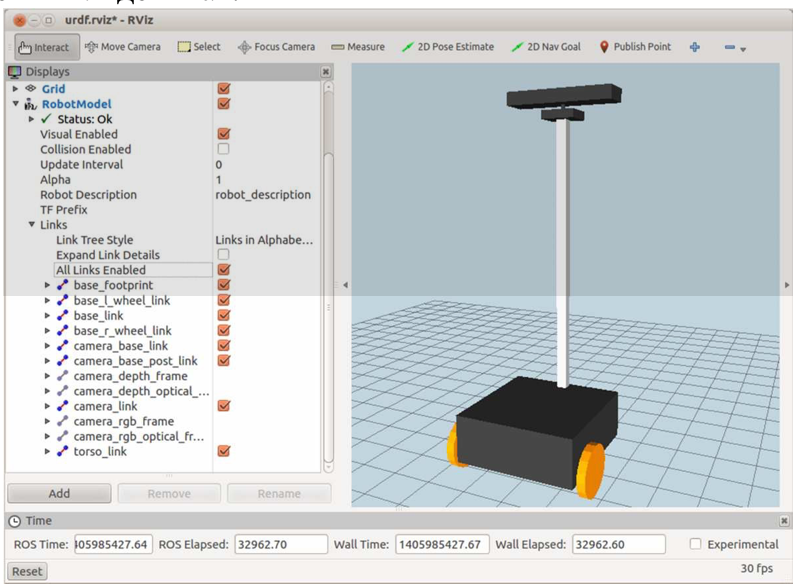 urdf.rviz* - RViz
Interact Move Camera Select Focus Camera Measure 2D Pose Estimate 2D Nav Goal Publish Point
Displays
Grid
RobotModel
Status: Ok
Visual Enabled
Collision Enabled
Update Interval 0
Alpha 1
Robot Description robot_description
TF Prefix
Links
Link Tree Style Links in Alphabe...
Expand Link Details
All Links Enabled
base_footprint
base_l_wheel_link
base_link
base_r_wheel_link
camera_base_link
camera_base_post_link
camera_depth_frame
camera_depth_optical_...
camera_link
camera_rgb_frame
camera_rgb_optical_fr...
torso_link
Add Remove Rename
Time
ROS Time: 405985427.64 ROS Elapsed: 32962.70 Wall Time: 1405985427.67 Wall Elapsed: 32962.60 Experimental
Reset 30 fps